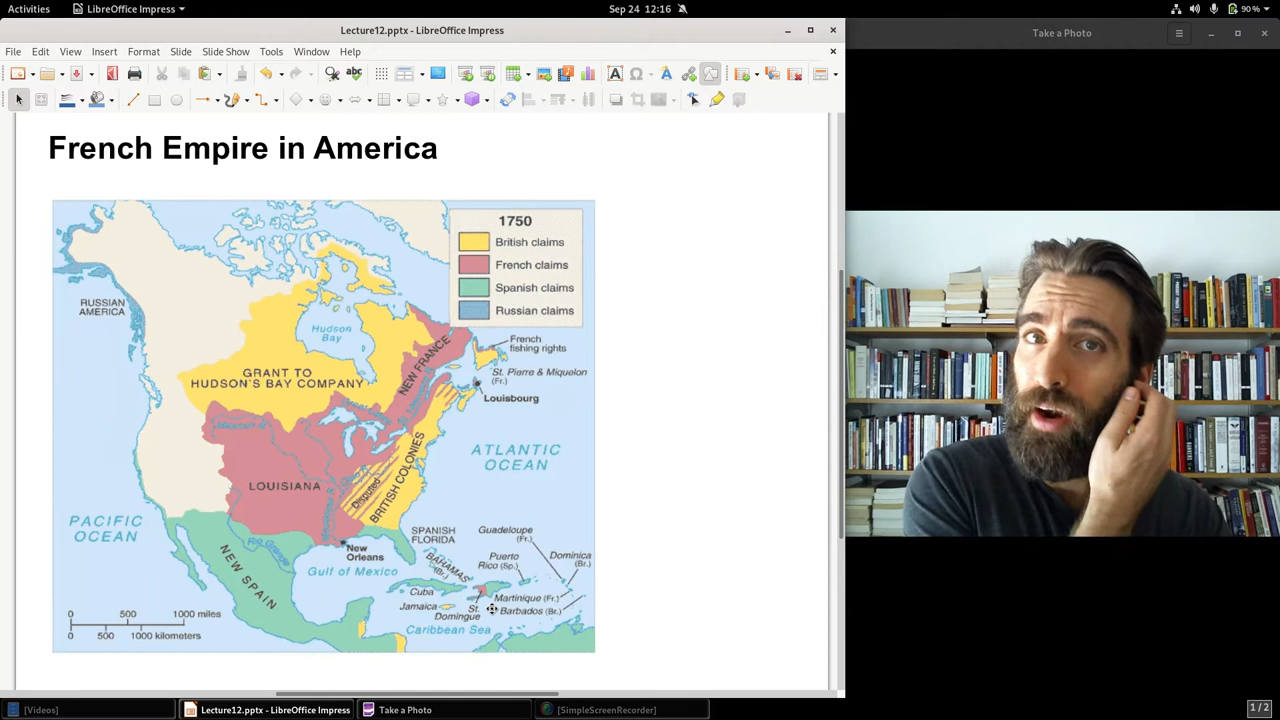 Activities LibreOffice Impress Sep 24 12:16 90%
Lecture12.pptx - LibreOffice Impress
Take a Photo
File Edit View Insert Format Slide Slide Show Tools Window Help
French Empire in America
1750
British claims
French claims
Spanish claims
Russian claims
RUSSIAN
AMERICA
Hudson
Bay
French
fishing rights
NEW FRANCE
GRANT TO
HUDSON'S BAY COMPANY
St. Pierre & Miquelon
(Fr.)
Louisbourg
ATLANTIC
OCEAN
LOUISIANA
Disputed
BRITISH COLONIES
PACIFIC
OCEAN
NEW SPAIN
Rio Grande
New
Orleans
Gulf of Mexico
SPANISH
FLORIDA
BAHAMAS
(Br.)
Guadeloupe
(Fr.)
Puerto
Rico (Sp.)
Dominica
(Br.)
Cuba
Martinique (Fr.)
Jamaica
St.
Domingue
Barbados (Br.)
Caribbean Sea
0 500 1000 miles
0 500 1000 kilometers
[Videos] Lecture12.pptx - LibreOffice Impress Take a Photo [SimpleScreenRecorder] 1/2